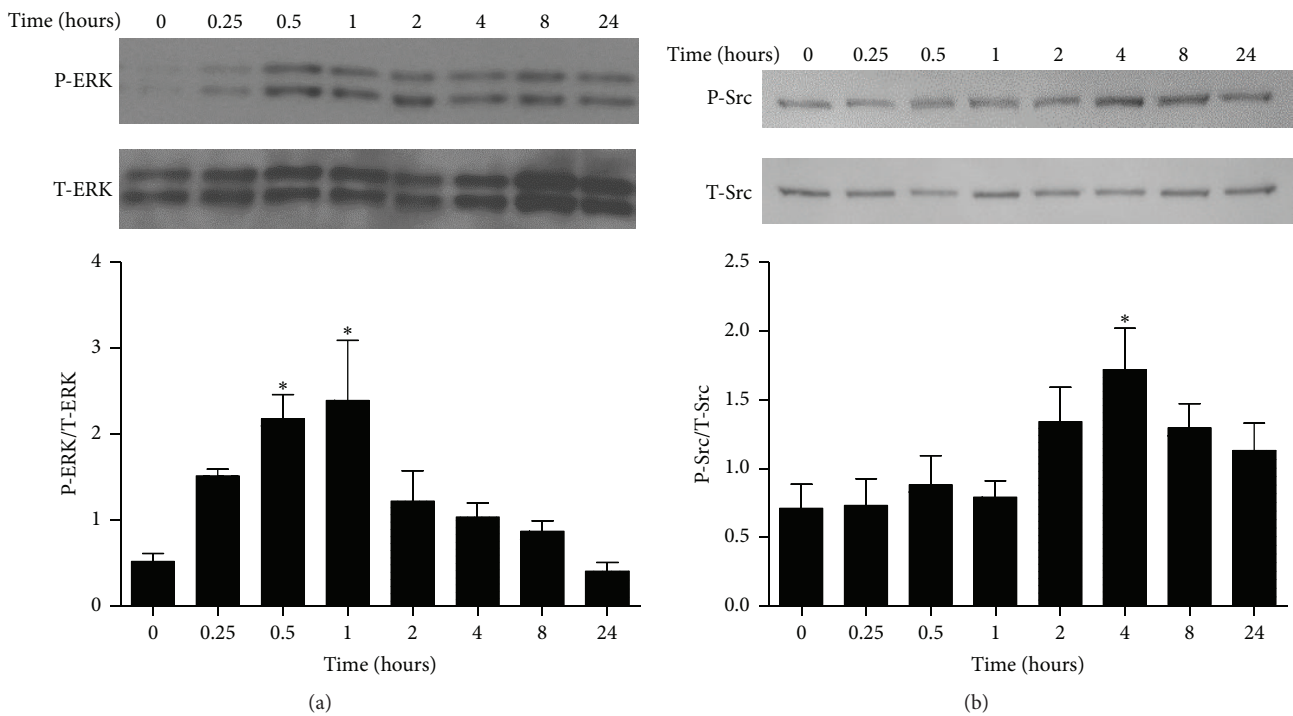 Time (hours) 0 0.25 0.5 1 2 4 8 24
P-ERK
T-ERK
4
3
2
1
0
P-ERK/T-ERK
*
*
0 0.25 0.5 1 2 4 8 24
Time (hours)
(a)
Time (hours) 0 0.25 0.5 1 2 4 8 24
P-Src
T-Src
2.5
2.0
1.5
1.0
0.5
0.0
P-Src/T-Src
*
0 0.25 0.5 1 2 4 8 24
Time (hours)
(b)